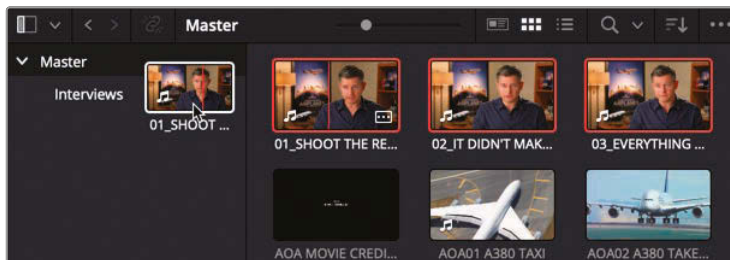 Master
Master
Interviews
01_SHOOT ...
01_SHOOT THE RE...
02_IT DIDN'T MAK...
03_EVERYTHING ...
AOA MOVIE CREDI...
AOA01 A380 TAXI
AOA02 A380 TAKE...